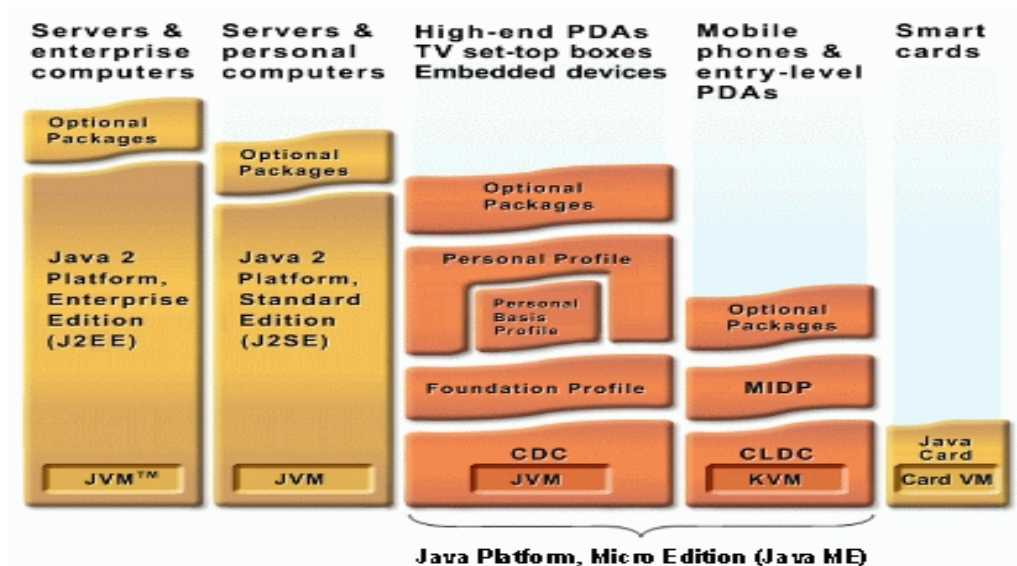 Servers &
enterprise
computers
Servers &
personal
computers
High-end PDAs
TV set-top boxes
Embedded devices
Mobile
phones &
entry-level
PDAs
Smart
cards
Optional
Packages
Java 2
Platform,
Enterprise
Edition
(J2EE)
JVM™
Optional
Packages
Java 2
Platform,
Standard
Edition
(J2SE)
JVM
Optional
Packages
Personal Profile
Personal
Basis
Profile
Foundation Profile
CDC
JVM
Optional
Packages
MIDP
CLDC
KVM
Java
Card
Card VM
Java Platform, Micro Edition (Java ME)